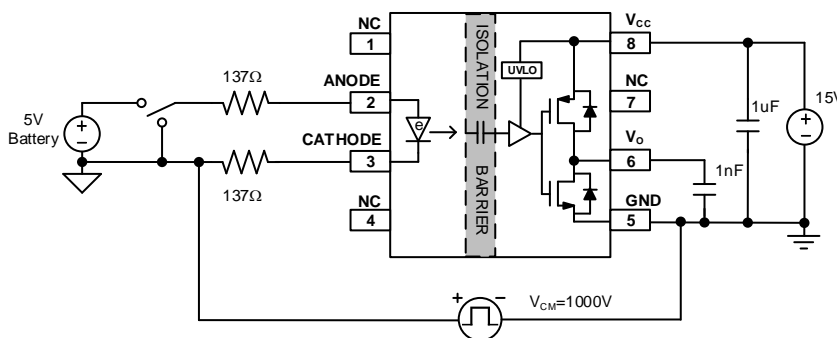 NC
1
ANODE
2
CATHODE
3
NC
4
137Ω
137Ω
5V
Battery
+
−
e
ISOLATION
BARRIER
UVLO
VCC
8
NC
7
VO
6
GND
5
1nF
1uF
15V
+
−
+
−
VCM=1000V